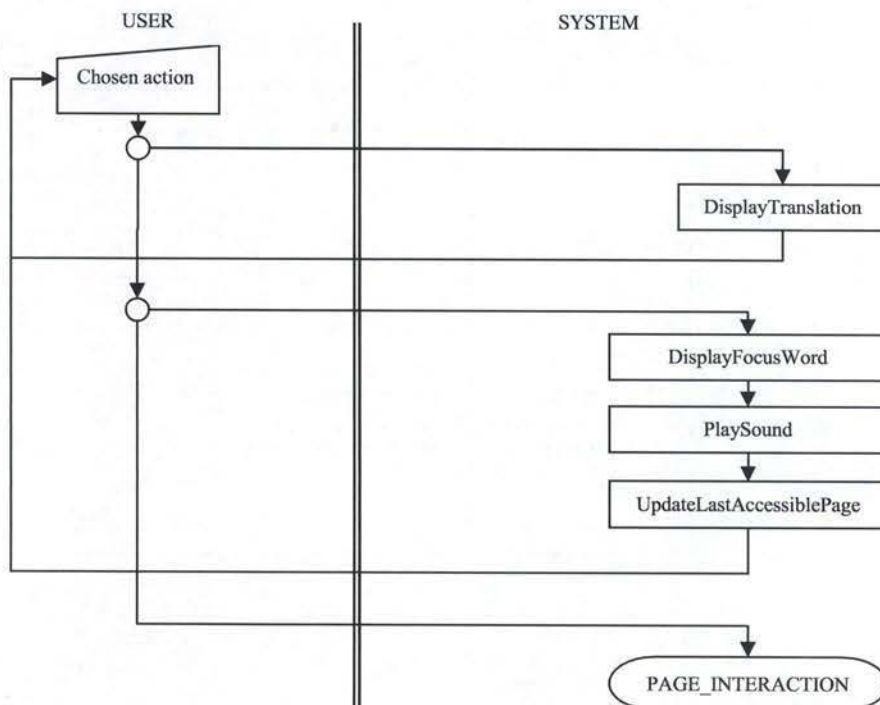 USER
SYSTEM
Chosen action
DisplayTranslation
DisplayFocusWord
PlaySound
UpdateLastAccessiblePage
PAGE_INTERACTION